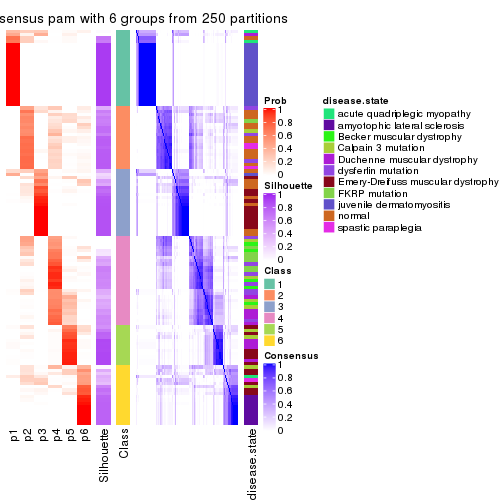 sensus pam with 6 groups from 250 partitions
Prob
1
0.8
0.6
0.4
0.2
0
Silhouette
1
0.8
0.6
0.4
0.2
0
Class
1
2
3
4
5
6
Consensus
1
0.8
0.6
0.4
0.2
0
disease.state
acute quadriplegic myopathy
amyotophic lateral sclerosis
Becker muscular dystrophy
Calpain 3 mutation
Duchenne muscular dystrophy
dysferlin mutation
Emery-Dreifuss muscular dystrophy
FKRP mutation
juvenile dermatomyositis
normal
spastic paraplegia
p1
p2
p3
p4
p5
p6
Silhouette
Class
disease.state